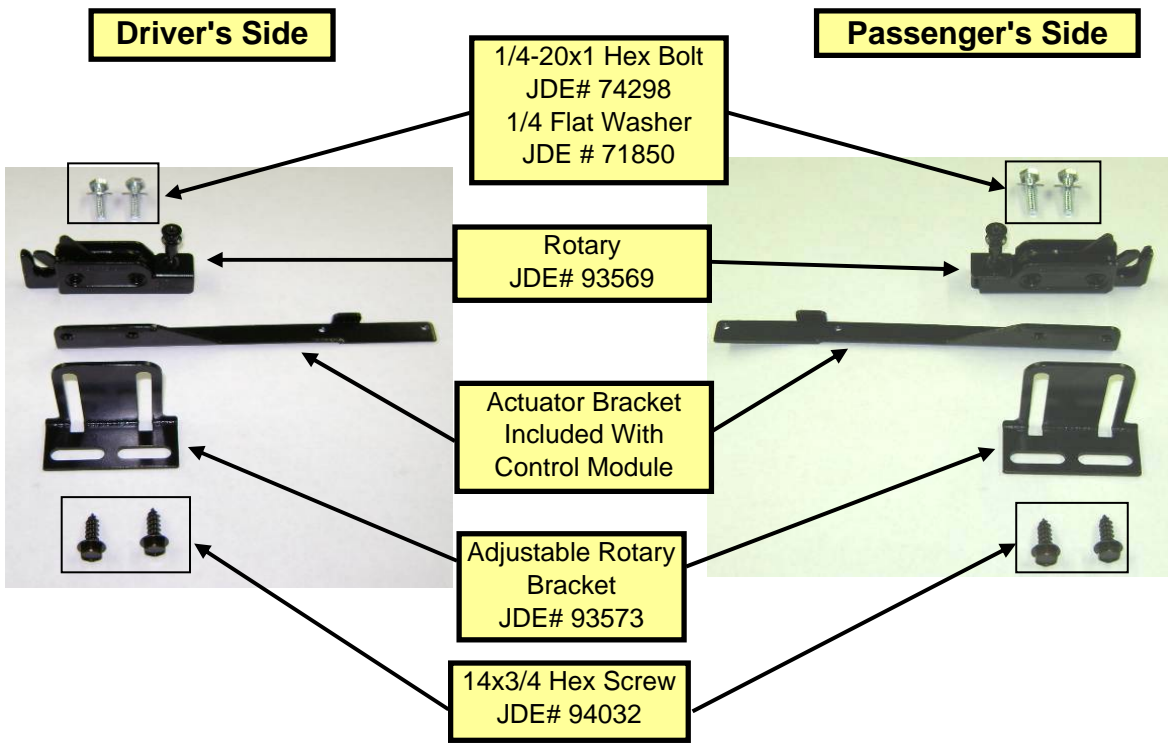 Driver's Side
Passenger's Side
1/4-20x1 Hex Bolt
JDE# 74298
1/4 Flat Washer
JDE # 71850
Rotary
JDE# 93569
Actuator Bracket
Included With
Control Module
Adjustable Rotary
Bracket
JDE# 93573
14x3/4 Hex Screw
JDE# 94032